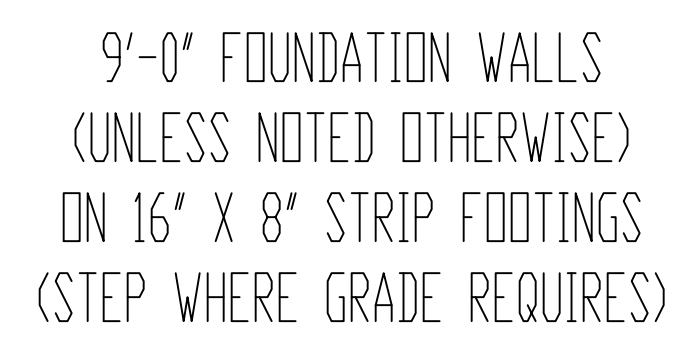 9'-0" FOUNDATION WALLS
(UNLESS NOTED OTHERWISE)
ON 16" X 8" STRIP FOOTINGS
(STEP WHERE GRADE REQUIRES)